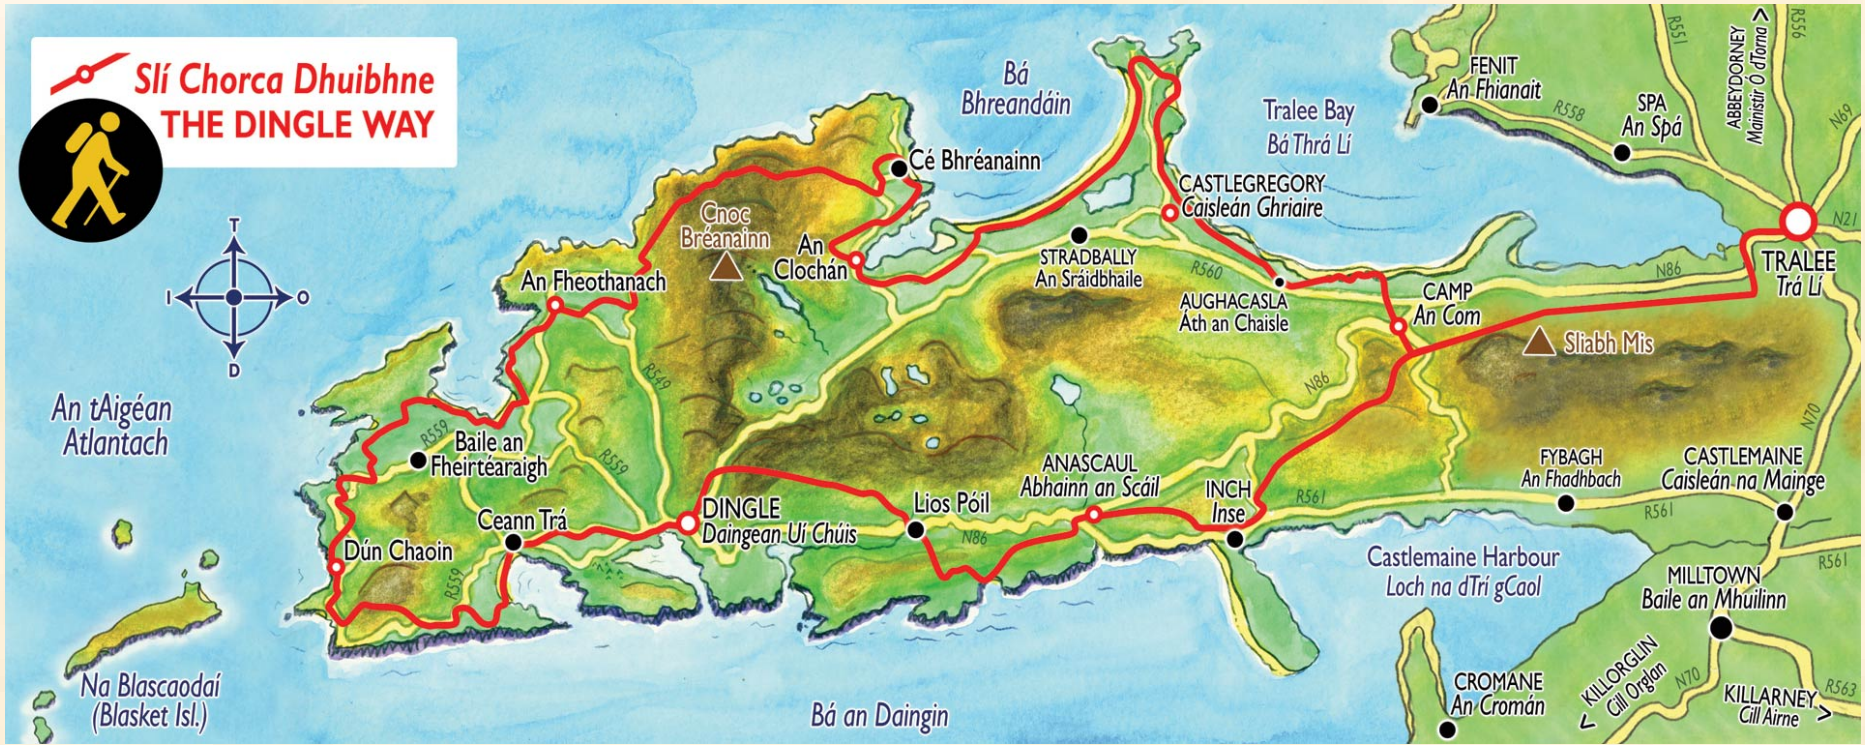 Slí Chorca Dhuibhne
THE DINGLE WAY
T
I
O
D
Bá
Bhreandáin
Tralee Bay
Bá Thrá Lí
FENIT
An Fhianait
R558
SPA
An Spá
R551
ABBEYDORNEY
Mainistir Ó dTorna
R556
N69
N21
TRALEE
Trá Lí
N86
Cé Bhréanainn
CASTLEGREGORY
Caisleán Ghriaire
Cnoc
Bréanainn
An
Clochán
STRADBALLY
An Sráidbhaile
R560
AUGHACASLA
Áth an Chaisle
CAMP
An Com
Sliabh Mis
An Fheothanach
R549
N86
N70
An tAigéan
Atlantach
R559
Baile an
Fheirtéaraigh
R559
Ceann Trá
DINGLE
Daingean Uí Chúis
Lios Póil
N86
ANASCAUL
Abhainn an Scáil
INCH
Inse
R561
FYBAGH
An Fhadhbach
R561
CASTLEMAINE
Caisleán na Mainge
R561
Dún Chaoin
R559
Castlemaine Harbour
Loch na dTrí gCaol
MILLTOWN
Baile an Mhuilinn
Na Blascaodaí
(Blasket Isl.)
Bá an Daingin
CROMANE
An Cromán
KILLORGLIN
Cill Orglan
N70
KILLARNEY
Cill Airne
R563